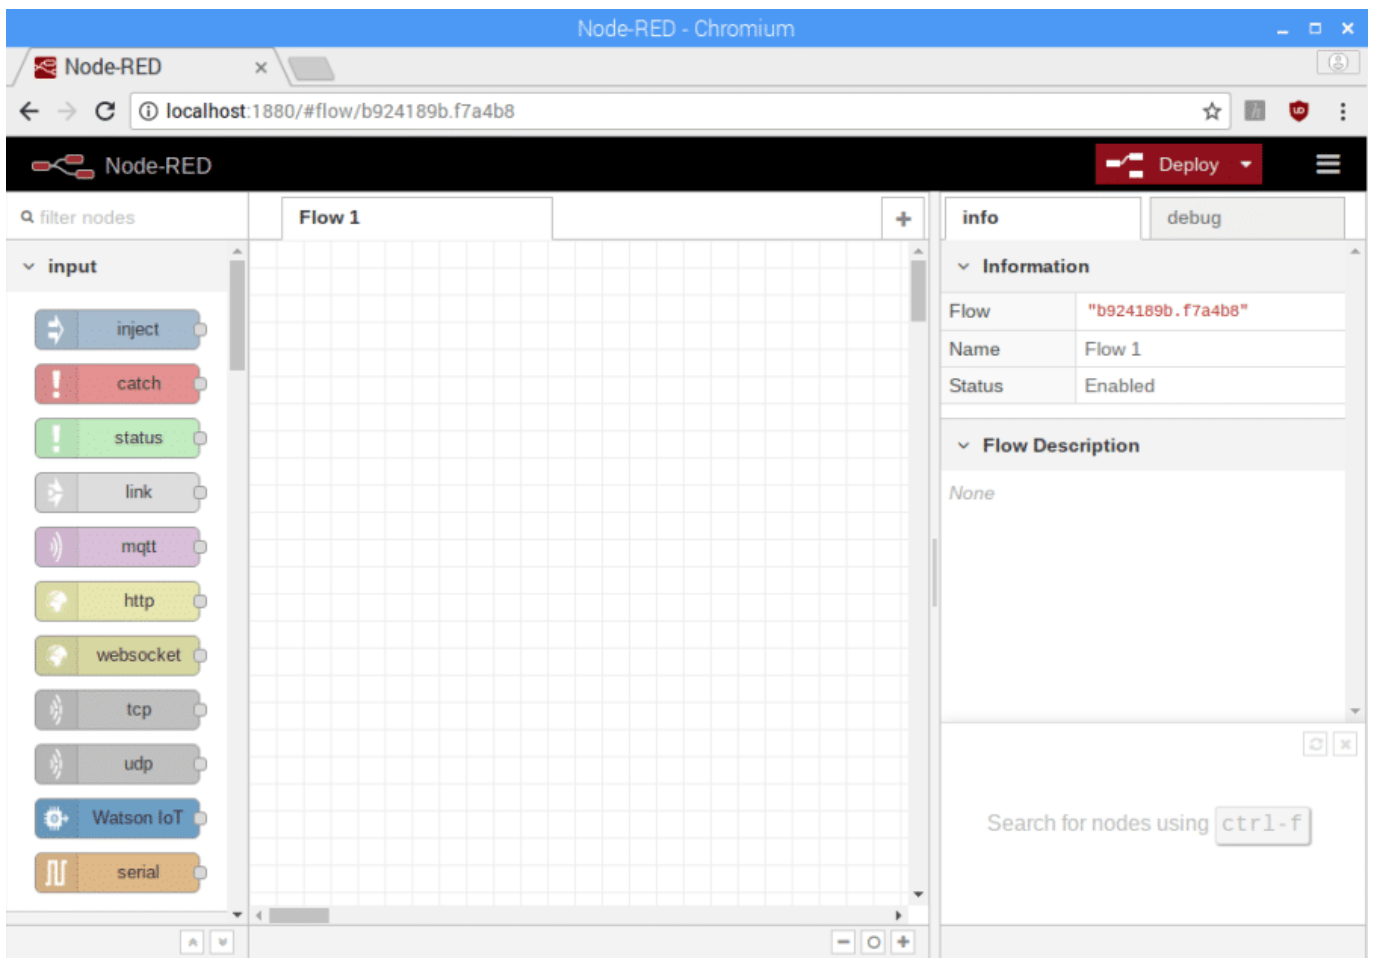 Node-RED - Chromium
Node-RED
localhost:1880/#flow/b924189b.f7a4b8
Node-RED
Deploy
filter nodes
Flow 1
info
debug
input
inject
catch
status
link
mqtt
http
websocket
tcp
udp
Watson IoT
serial
Information
Flow "b924189b.f7a4b8"
Name Flow 1
Status Enabled
Flow Description
None
Search for nodes using ctrl-f